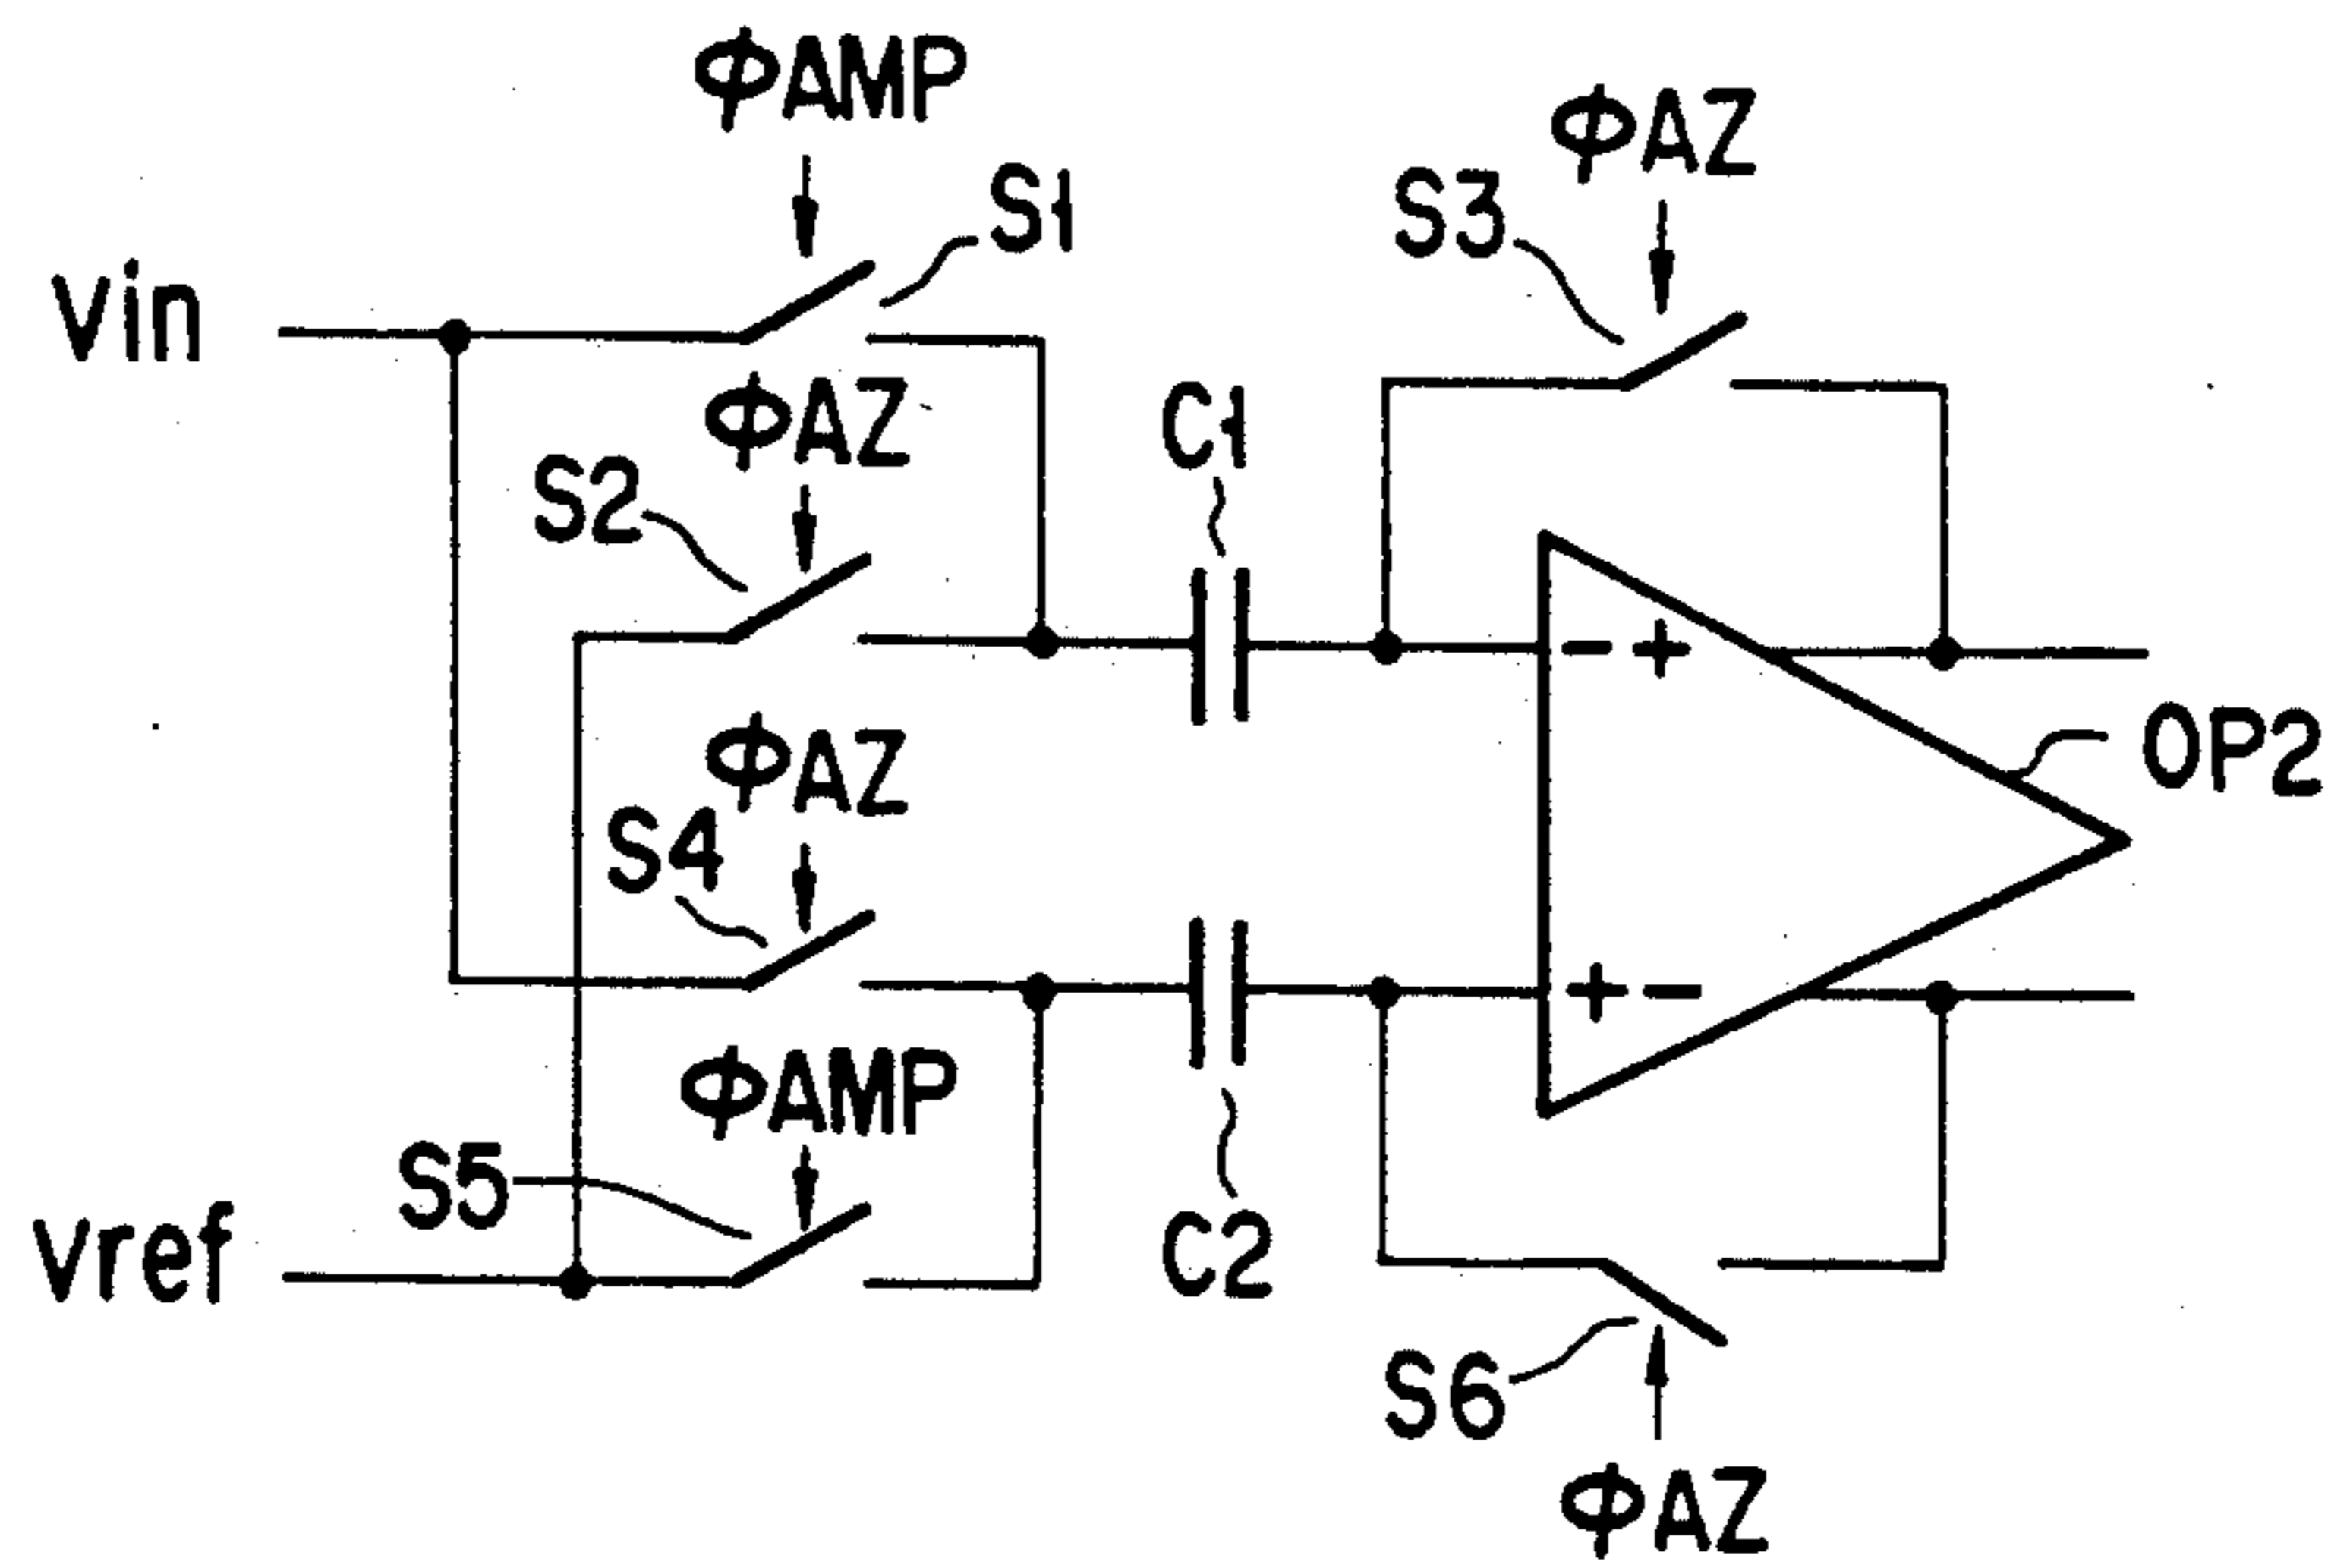 ΦAMP
S1
ΦAZ
S3
vin
ΦAZ
S2
C1
- +
OP2
ΦAZ
S4
+ -
ΦAMP
S5
vref
C2
S6
ΦAZ